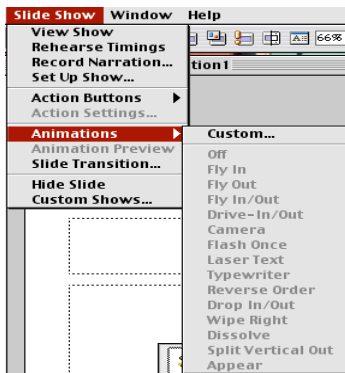 Slide Show Window Help
View Show
Rehearse Timings
Record Narration...
Set Up Show...
Action Buttons
Action Settings...
Animations
Animation Preview
Slide Transition...
Hide Slide
Custom Shows...
66%
tion1
Custom...
Off
Fly In
Fly Out
Fly In/Out
Drive-In/Out
Camera
Flash Once
Laser Text
Typewriter
Reverse Order
Drop In/Out
Wipe Right
Dissolve
Split Vertical Out
Appear